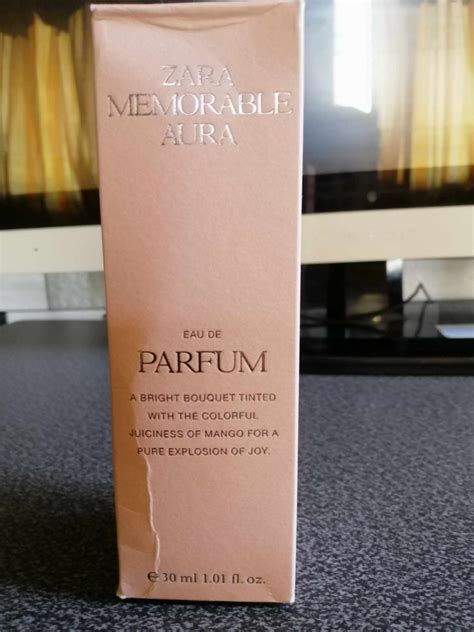 ZARA
MEMORABLE
AURA
EAU DE
PARFUM
A BRIGHT BOUQUET TINTED
WITH THE COLORFUL
JUICINESS OF MANGO FOR A
PURE EXPLOSION OF JOY.
℮30 ml 1.01 fl. oz.